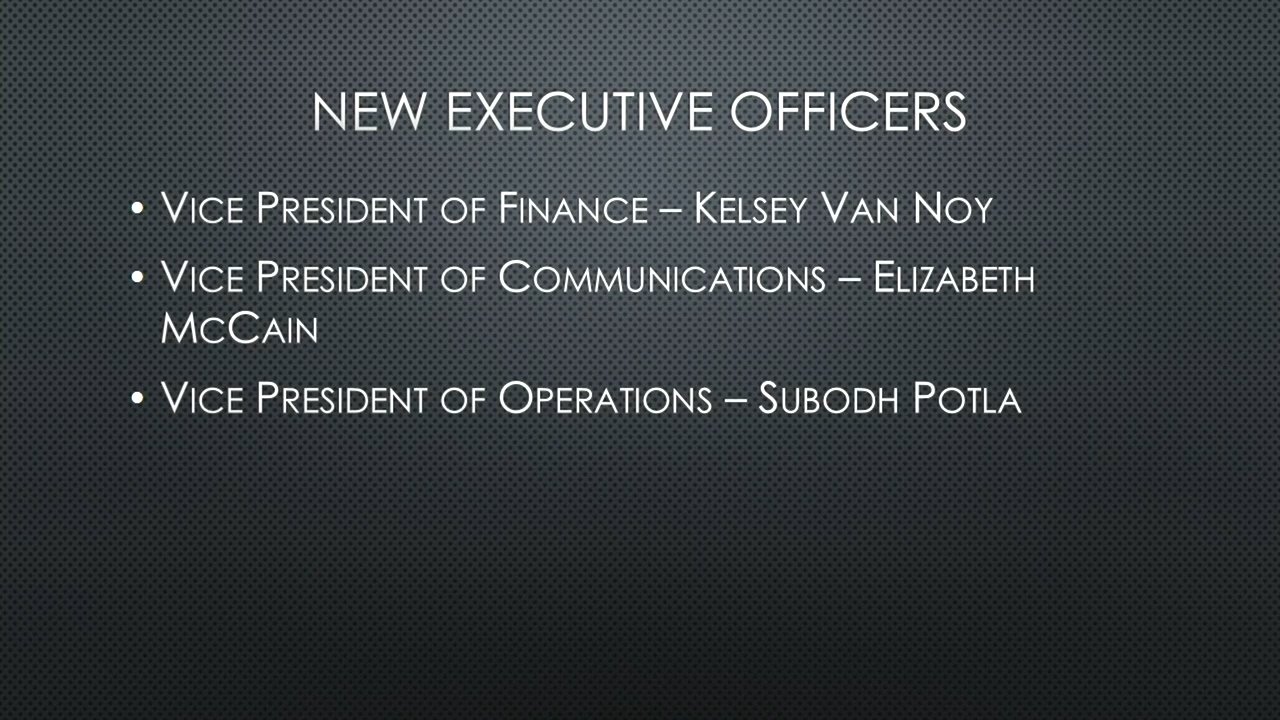 NEW EXECUTIVE OFFICERS
• Vice President of Finance – Kelsey Van Noy
• Vice President of Communications – Elizabeth
McCain
• Vice President of Operations – Subodh Potla